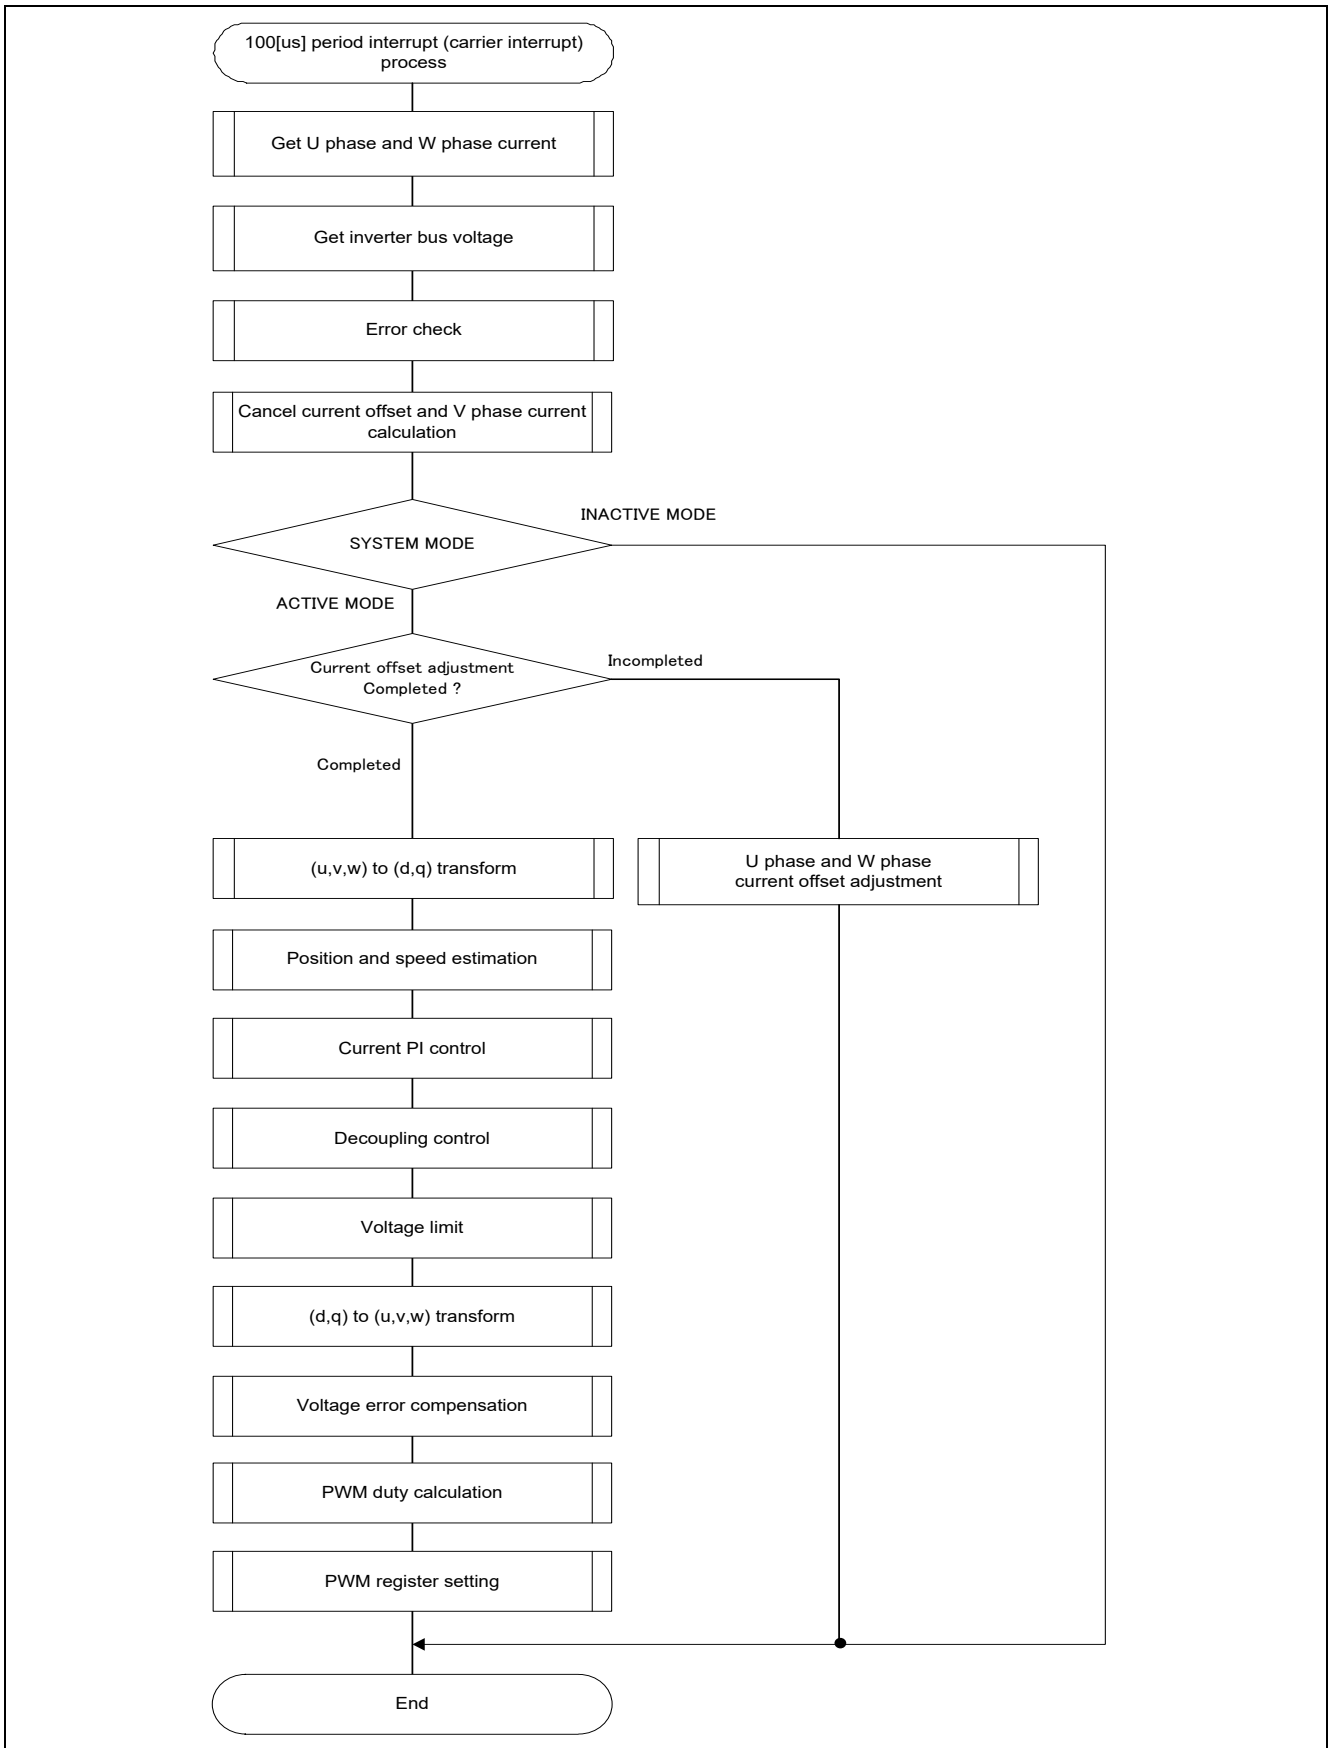 100[us] period interrupt (carrier interrupt)
process
Get U phase and W phase current
Get inverter bus voltage
Error check
Cancel current offset and V phase current
calculation
INACTIVE MODE
SYSTEM MODE
ACTIVE MODE
Current offset adjustment
Completed ?
Incompleted
Completed
(u,v,w) to (d,q) transform
U phase and W phase
current offset adjustment
Position and speed estimation
Current PI control
Decoupling control
Voltage limit
(d,q) to (u,v,w) transform
Voltage error compensation
PWM duty calculation
PWM register setting
End